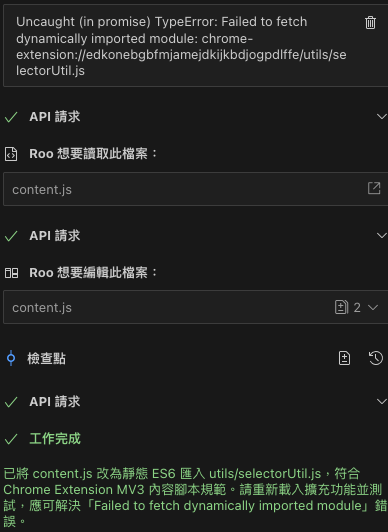 Uncaught (in promise) TypeError: Failed to fetch
dynamically imported module: chrome-
extension://edkonebgbfmjamejdkijkbdjogpdlffe/utils/se
lectorUtil.js
API 請求
Roo 想要讀取此檔案：
content.js
API 請求
Roo 想要編輯此檔案：
content.js 2
檢查點
API 請求
工作完成
已將 content.js 改為靜態 ES6 匯入 utils/selectorUtil.js，符合
Chrome Extension MV3 內容腳本規範。請重新載入擴充功能並測
試，應可解決「Failed to fetch dynamically imported module」錯
誤。